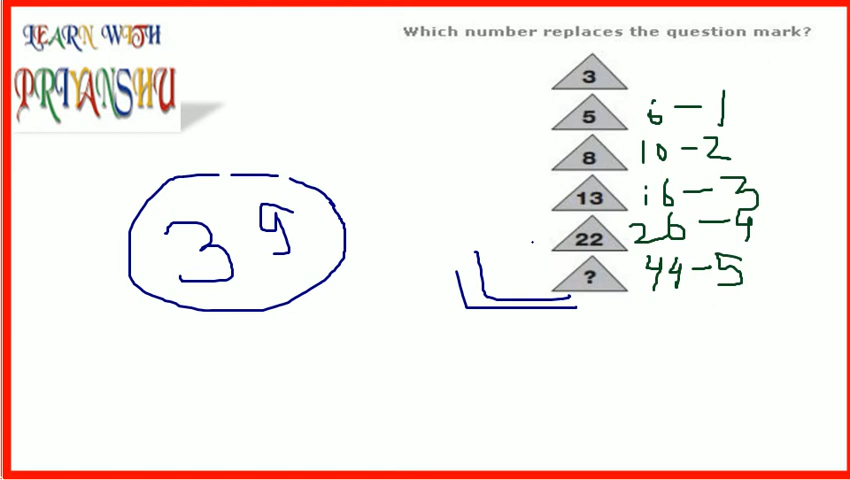 LEARN WITH
PRIYANSHU
Which number replaces the question mark?
3
5 6 - 1
8 10 - 2
13 16 - 3
22 26 - 4
? 44 - 5
39